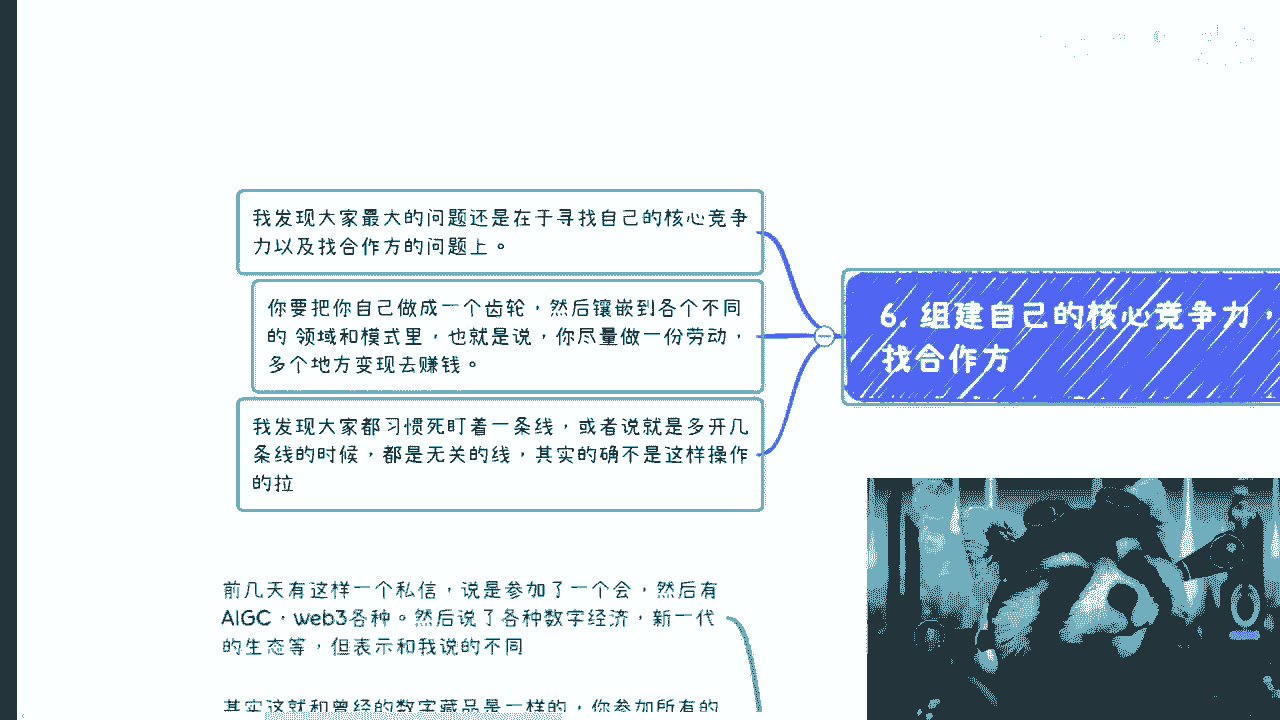 我发现大家最大的问题还是在于寻找自己的核心竞争
力以及找合作方的问题上。
你要把你自己做成一个齿轮，然后镶嵌到各个不同
的 领域和模式里，也就是说，你尽量做一份劳动，
多个地方变现去赚钱。
我发现大家都习惯死盯着一条线，或者说就是多开几
条线的时候，都是无关的线，其实的确不是这样操作
的拉
6. 组建自己的核心竞争力，
找合作方
前几天有这样一个私信，说是参加了一个会，然后有
AIGC，web3各种。然后说了各种数字经济，新一代
的生态等，但表示和我说的不同
其实这就和曾经的数字藏品是一样的，你参加所有的